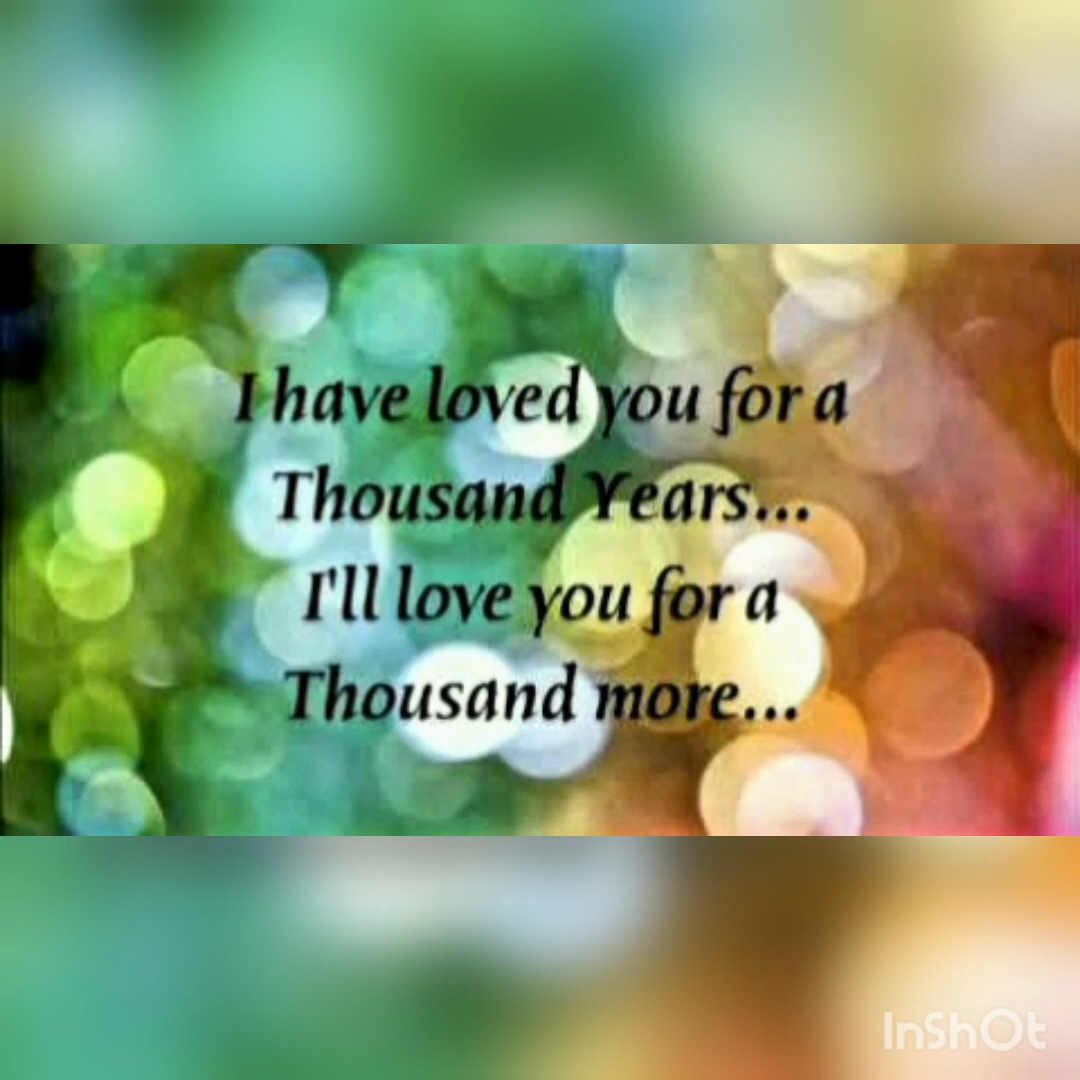 I have loved you for a
Thousand Years...
I'll love you for a
Thousand more...
InShOt